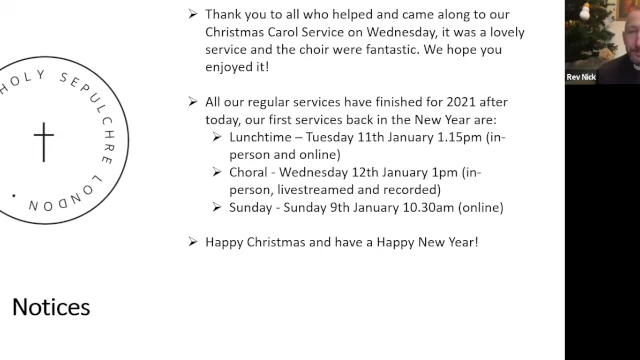 HOLY SEPULCHRE LONDON •
Thank you to all who helped and came along to our
Christmas Carol Service on Wednesday, it was a lovely
service and the choir were fantastic. We hope you
enjoyed it!
All our regular services have finished for 2021 after
today, our first services back in the New Year are:
Lunchtime – Tuesday 11th January 1.15pm (in-
person and online)
Choral - Wednesday 12th January 1pm (in-
person, livestreamed and recorded)
Sunday - Sunday 9th January 10.30am (online)
Happy Christmas and have a Happy New Year!
Notices
Rev Nick